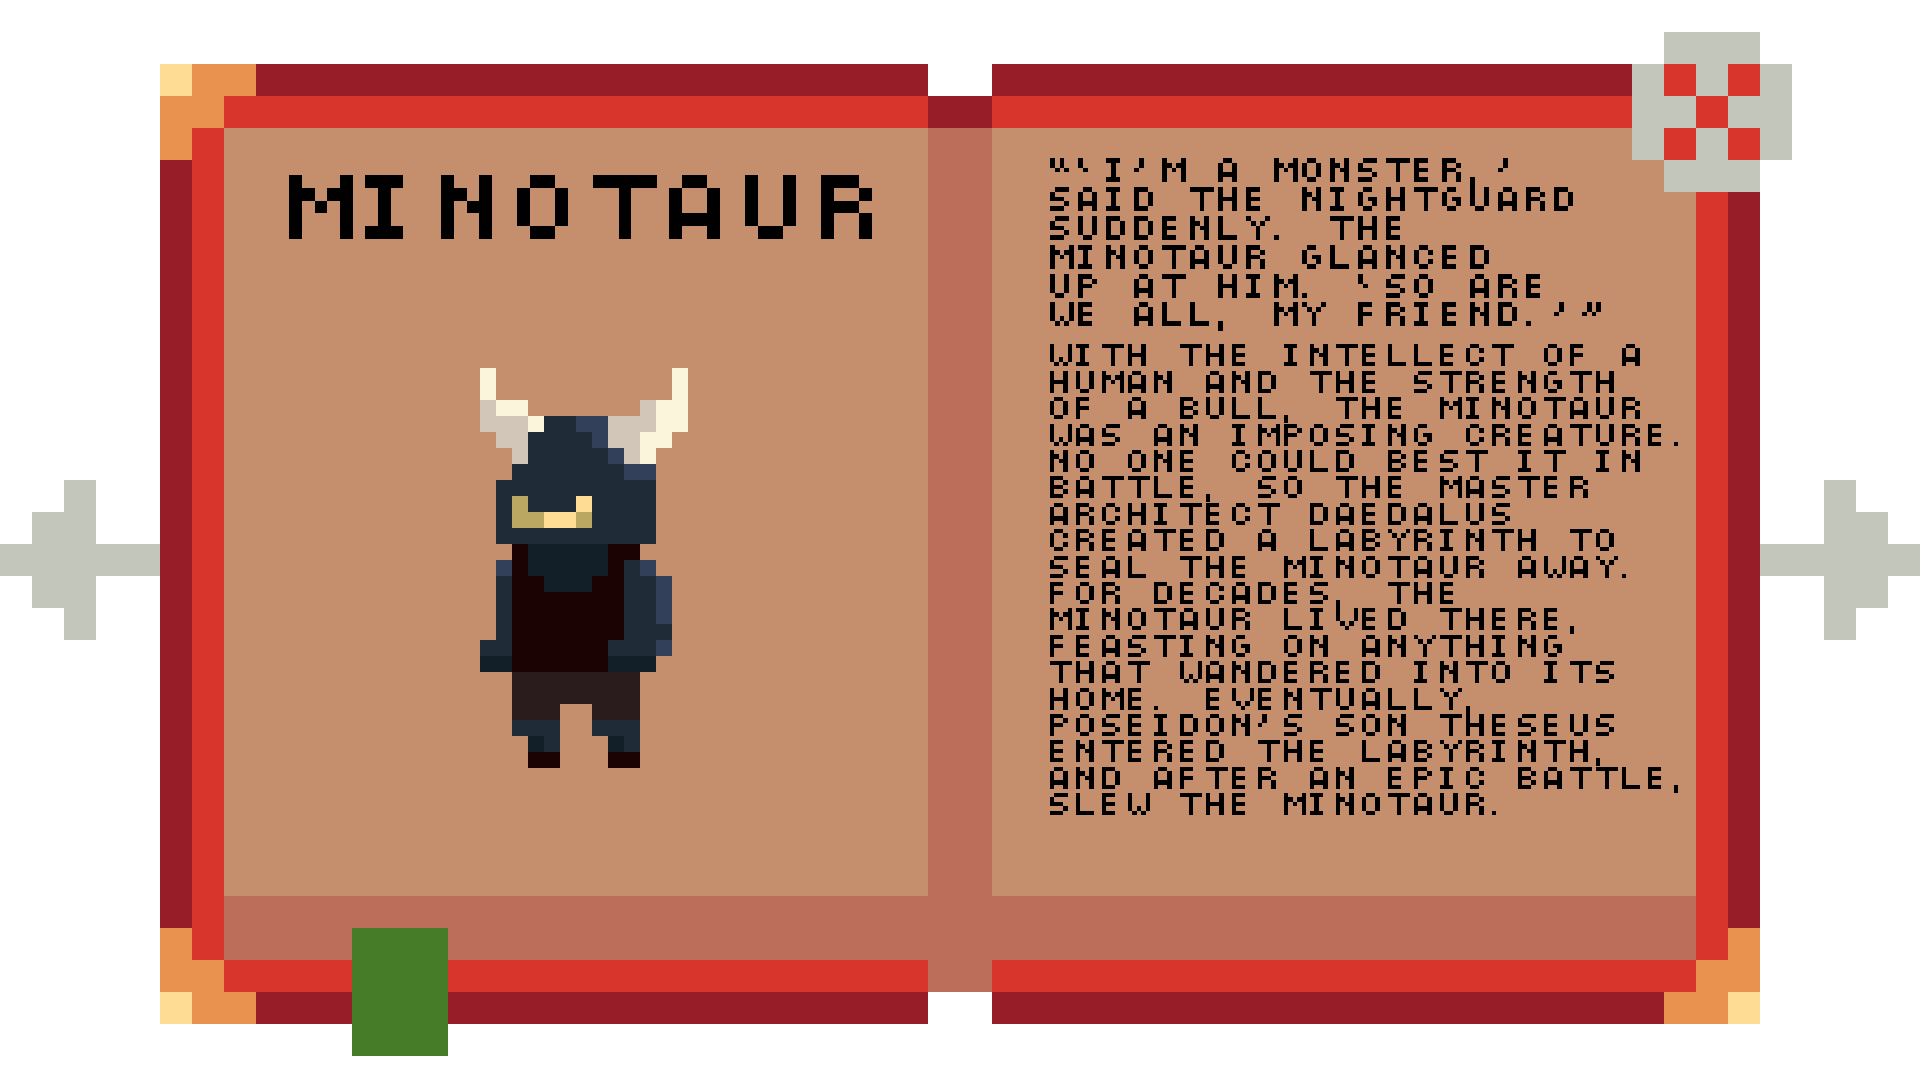 MINOTAUR
"'I'M A MONSTER,'
SAID THE NIGHTGUARD
SUDDENLY. THE
MINOTAUR GLANCED
UP AT HIM. 'SO ARE
WE ALL, MY FRIEND.'"
WITH THE INTELLECT OF A
HUMAN AND THE STRENGTH
OF A BULL, THE MINOTAUR
WAS AN IMPOSING CREATURE.
NO ONE COULD BEST IT IN
BATTLE, SO THE MASTER
ARCHITECT DAEDALUS
CREATED A LABYRINTH TO
SEAL THE MINOTAUR AWAY.
FOR DECADES, THE
MINOTAUR LIVED THERE,
FEASTING ON ANYTHING
THAT WANDERED INTO ITS
HOME. EVENTUALLY,
POSEIDON'S SON THESEUS
ENTERED THE LABYRINTH,
AND AFTER AN EPIC BATTLE,
SLEW THE MINOTAUR.